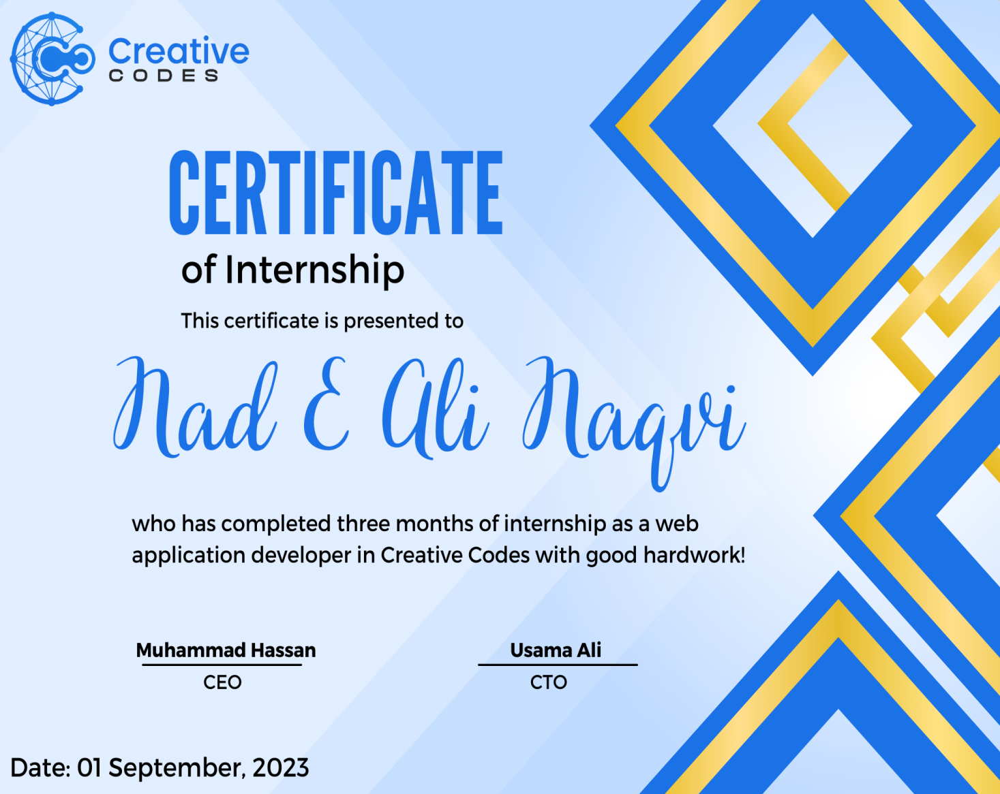 Creative
CODES
CERTIFICATE
of Internship
This certificate is presented to
Nad E Ali Naqvi
who has completed three months of internship as a web
application developer in Creative Codes with good hardwork!
Muhammad Hassan
CEO
Usama Ali
CTO
Date: 01 September, 2023